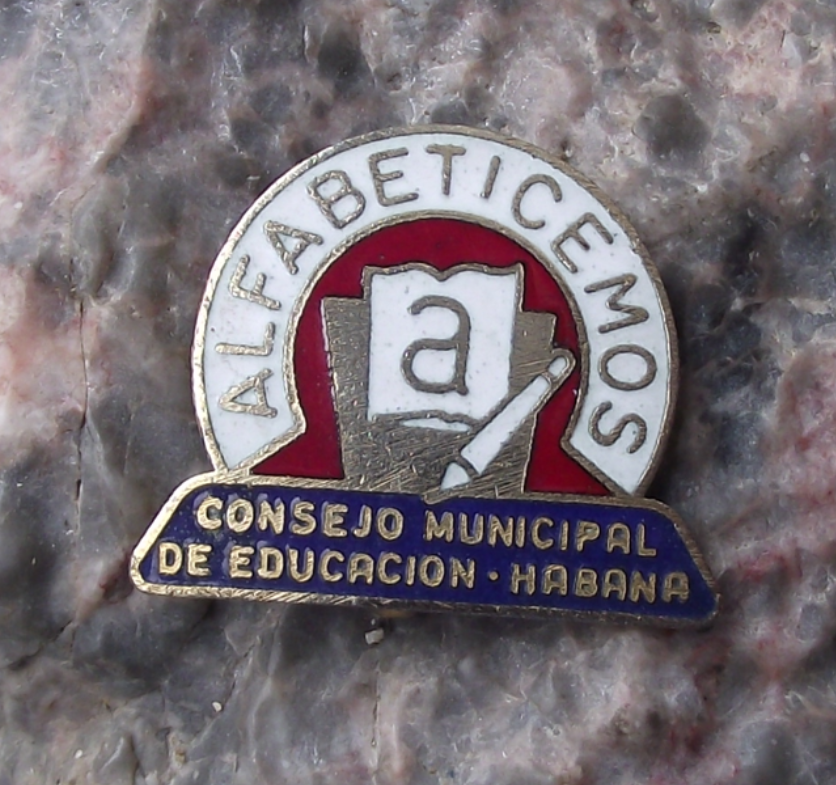 ALFABETICEMOS
a
CONSEJO MUNICIPAL
DE EDUCACION · HABANA